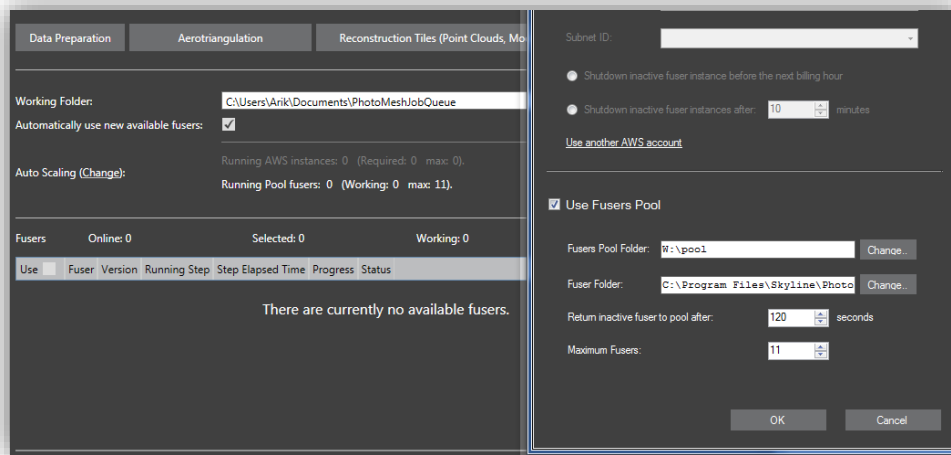 Data Preparation
Aerotriangulation
Reconstruction Tiles (Point Clouds, Mo
Working Folder:
C:\Users\Arik\Documents\PhotoMeshJobQueue
Automatically use new available fusers:
Running AWS instances: 0 (Required: 0 max: 0).
Auto Scaling (Change):
Running Pool fusers: 0 (Working: 0 max: 11).
Fusers Online: 0 Selected: 0 Working: 0
Use Fuser Version Running Step Step Elapsed Time Progress Status
There are currently no available fusers.
Subnet ID:
Shutdown inactive fuser instance before the next billing hour
Shutdown inactive fuser instances after: 10 minutes
Use another AWS account
Use Fusers Pool
Fusers Pool Folder: W:\pool Change..
Fuser Folder: C:\Program Files\Skyline\Photo Change..
Return inactive fuser to pool after: 120 seconds
Maximum Fusers: 11
OK Cancel